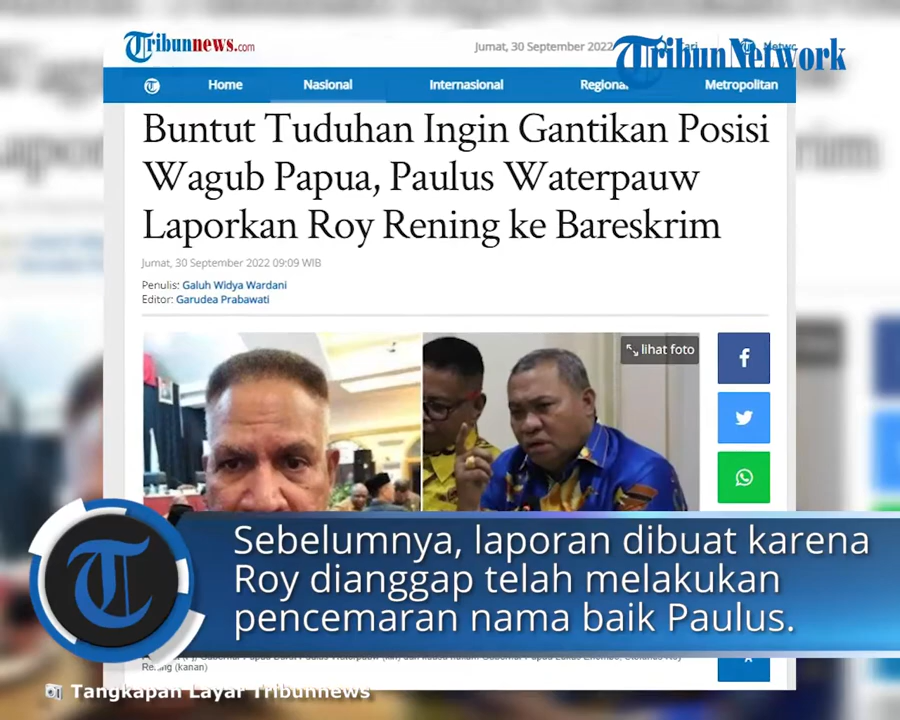 Tribunnews.com
Jumat, 30 September 2022
TribunNetwork
Home Nasional Internasional Regional Metropolitan
Buntut Tuduhan Ingin Gantikan Posisi
Wagub Papua, Paulus Waterpauw
Laporkan Roy Rening ke Bareskrim
Jumat, 30 September 2022 09:09 WIB
Penulis: Galuh Widya Wardani
Editor: Garudea Prabawati
lihat foto
Sebelumnya, laporan dibuat karena
Roy dianggap telah melakukan
pencemaran nama baik Paulus.
(kanan)
Tangkapan Layar Tribunnews